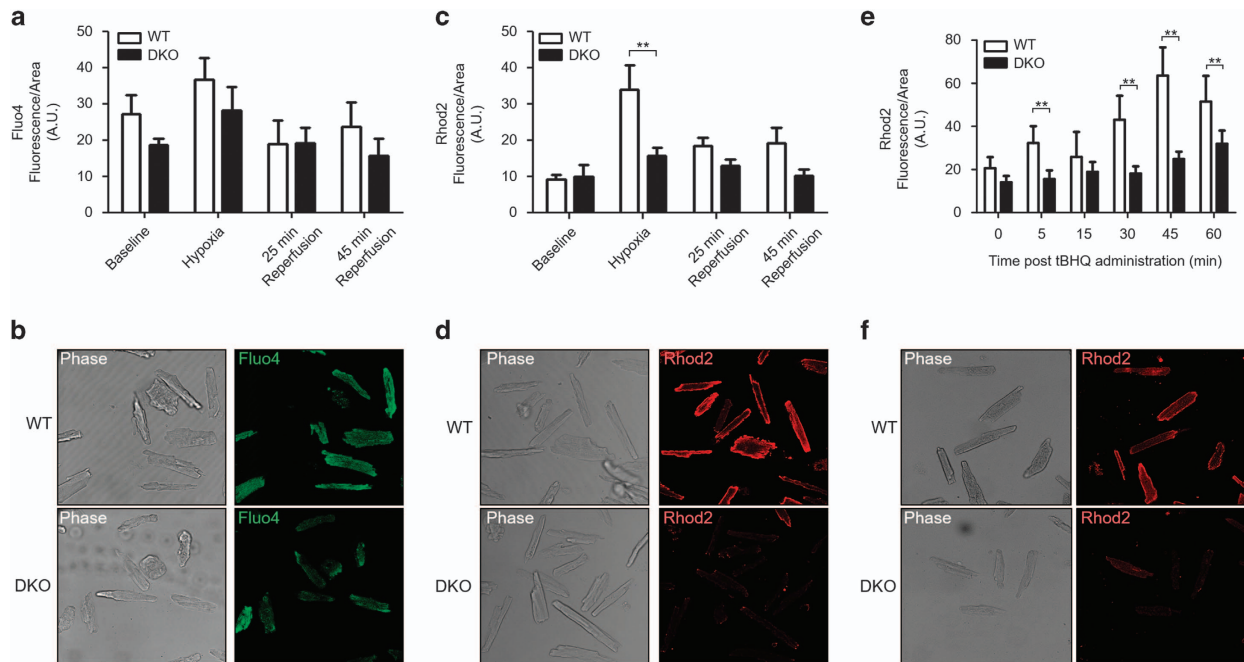 a
WT
DKO
Fluo4
Fluorescence/Area
(A.U.)
50
40
30
20
10
0
Baseline
Hypoxia
25 min
Reperfusion
45 min
Reperfusion
c
WT
DKO
**
Rhod2
Fluorescence/Area
(A.U.)
50
40
30
20
10
0
Baseline
Hypoxia
25 min
Reperfusion
45 min
Reperfusion
e
WT
DKO
**
**
**
**
Rhod2
Fluorescence/Area
(A.U.)
80
60
40
20
0
0 5 15 30 45 60
Time post tBHQ administration (min)
b
WT
Phase
Fluo4
DKO
Phase
Fluo4
d
WT
Phase
Rhod2
DKO
Phase
Rhod2
f
WT
Phase
Rhod2
DKO
Phase
Rhod2